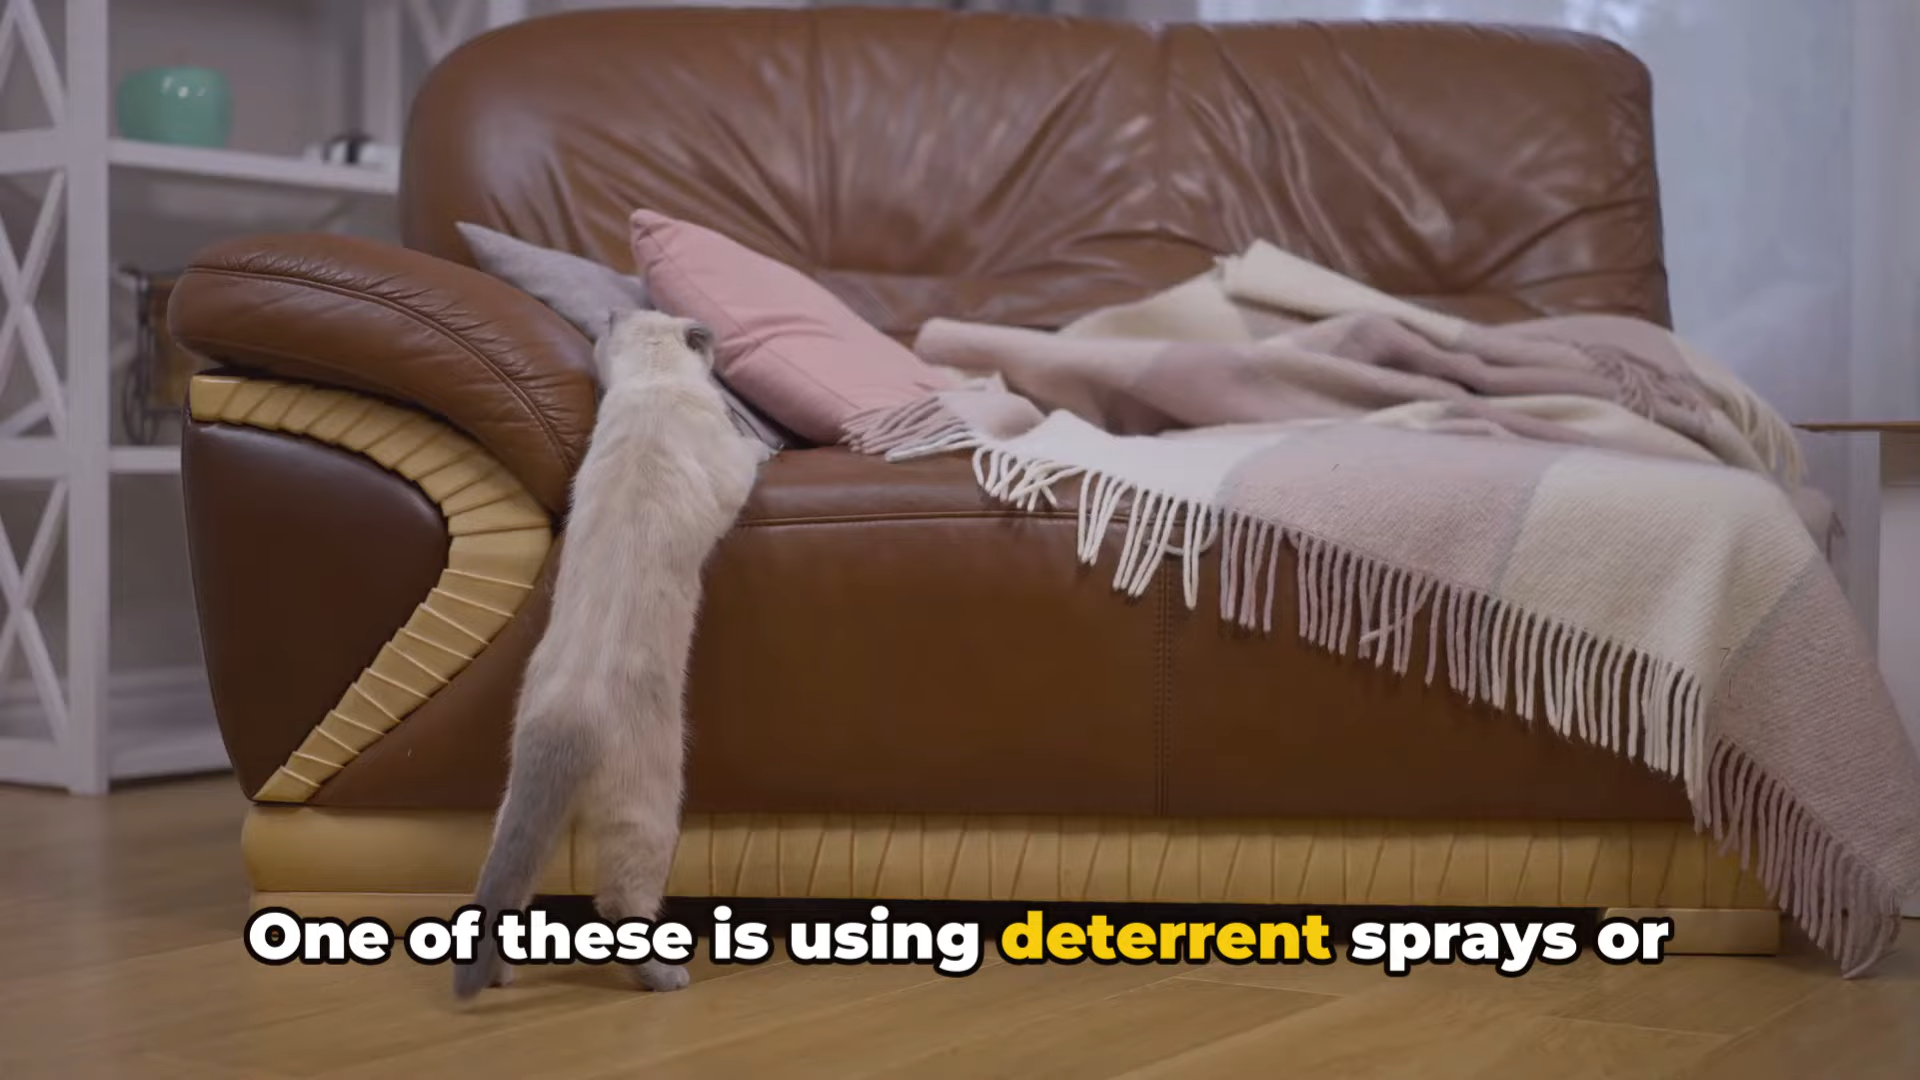 One of these is using deterrent sprays or